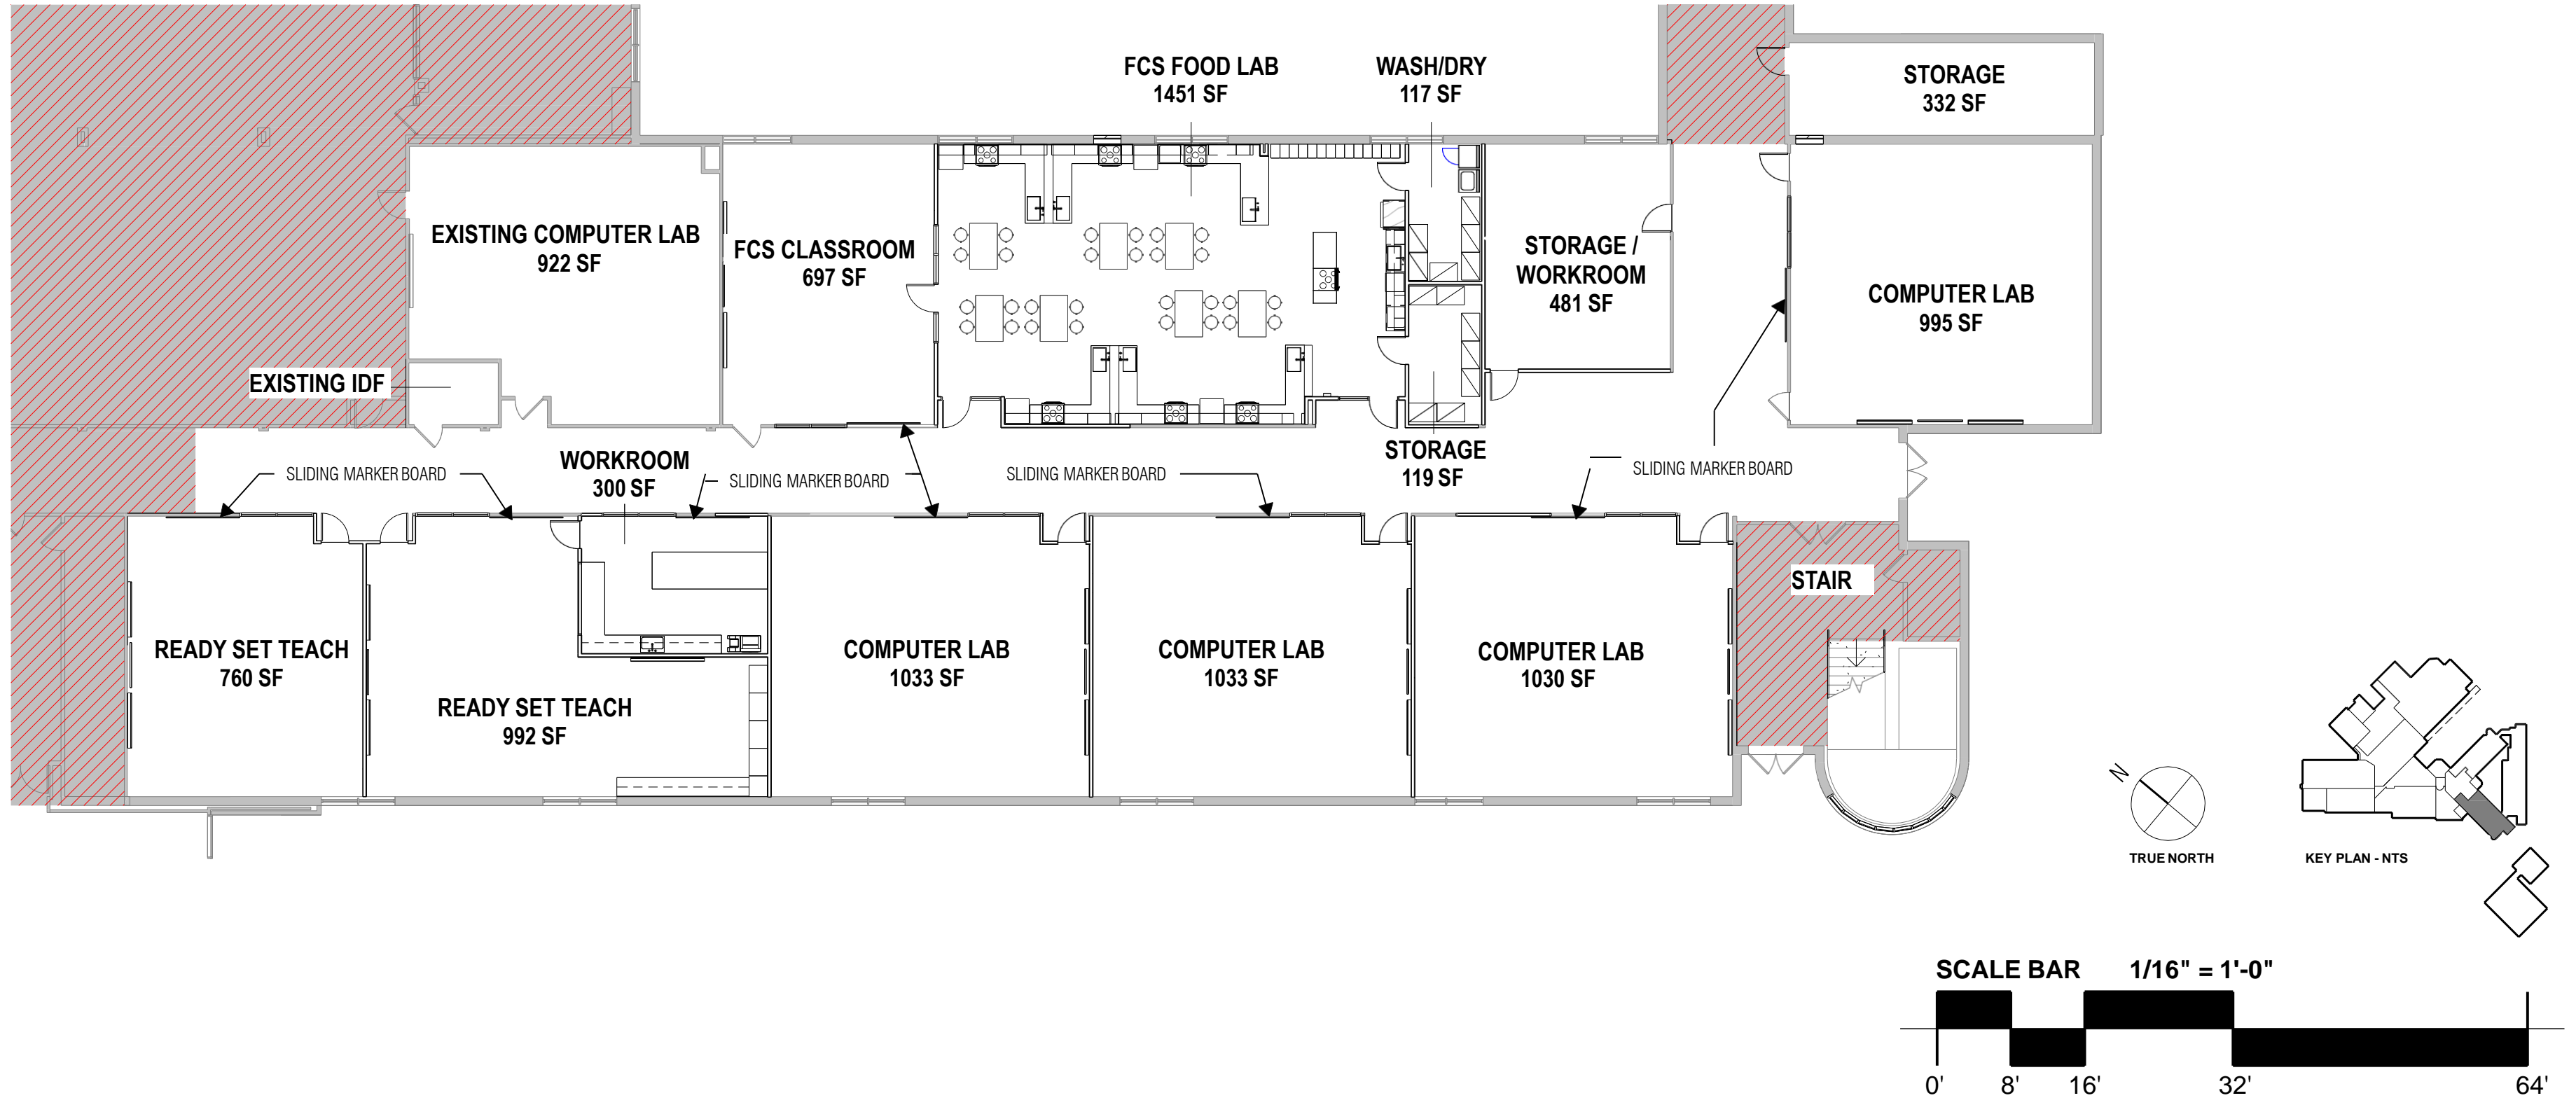 FCS FOOD LAB
1451 SF
WASH/DRY
117 SF
STORAGE
332 SF
EXISTING COMPUTER LAB
922 SF
FCS CLASSROOM
697 SF
STORAGE /
WORKROOM
481 SF
COMPUTER LAB
995 SF
EXISTING IDF
WORKROOM
300 SF
STORAGE
119 SF
SLIDING MARKER BOARD
SLIDING MARKER BOARD
SLIDING MARKER BOARD
SLIDING MARKER BOARD
STAIR
READY SET TEACH
760 SF
READY SET TEACH
992 SF
COMPUTER LAB
1033 SF
COMPUTER LAB
1033 SF
COMPUTER LAB
1030 SF
N
TRUE NORTH
KEY PLAN - NTS
SCALE BAR 1/16" = 1'-0"
0' 8' 16' 32' 64'